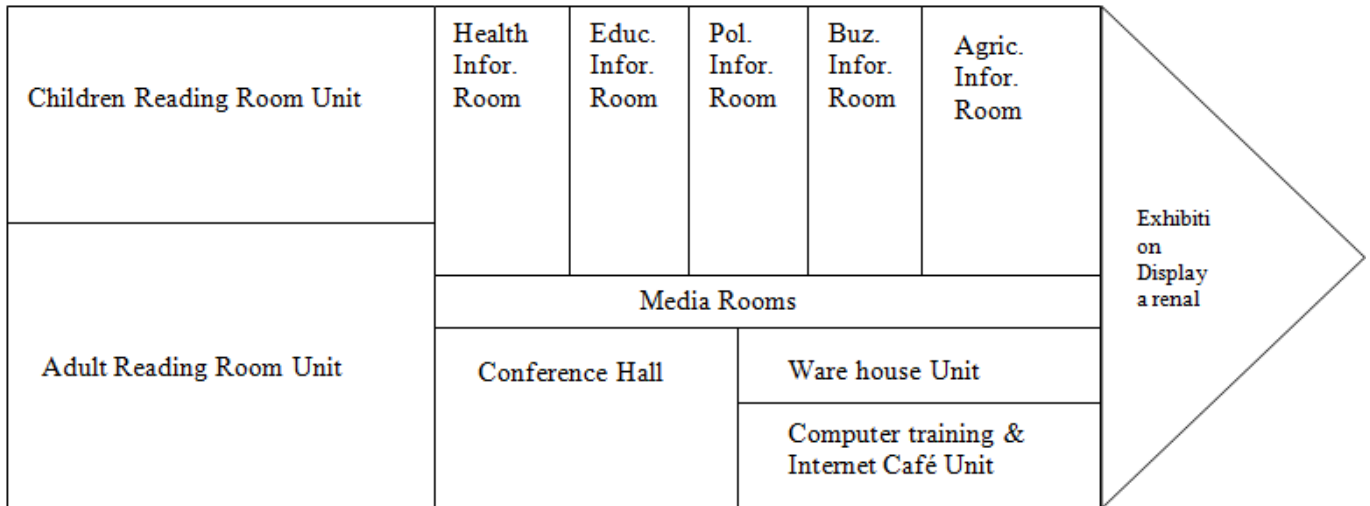 Children Reading Room Unit
Health
Infor.
Room
Educ.
Infor.
Room
Pol.
Infor.
Room
Buz.
Infor.
Room
Agric.
Infor.
Room
Exhibiti
on
Display
a renal
Media Rooms
Adult Reading Room Unit
Conference Hall
Ware house Unit
Computer training &
Internet Café Unit